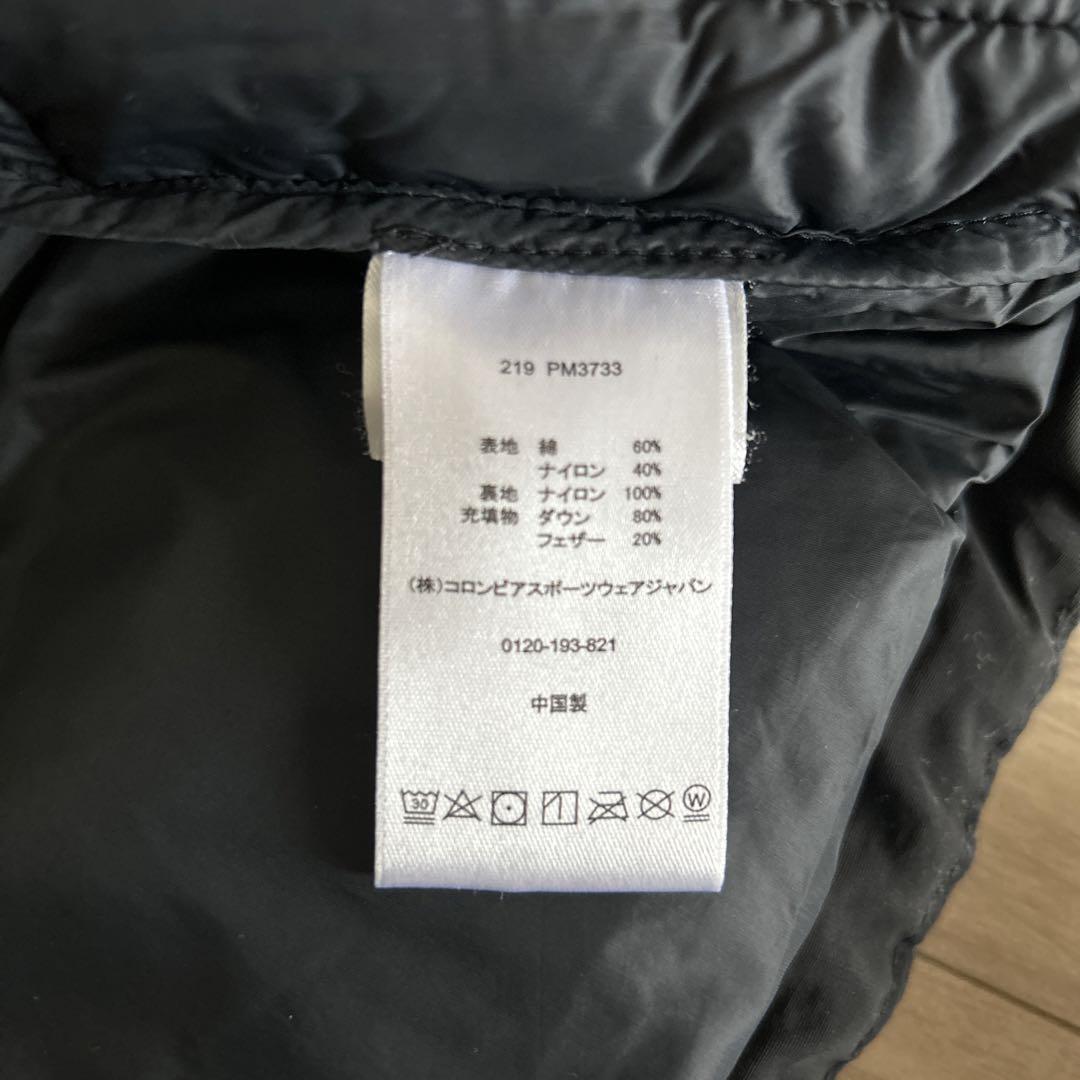 219 PM3733
表地 綿 60%
ナイロン 40%
裏地 ナイロン 100%
充填物 ダウン 80%
フェザー 20%
(株)コロンビアスポーツウェアジャパン
0120-193-821
中国製
30
W